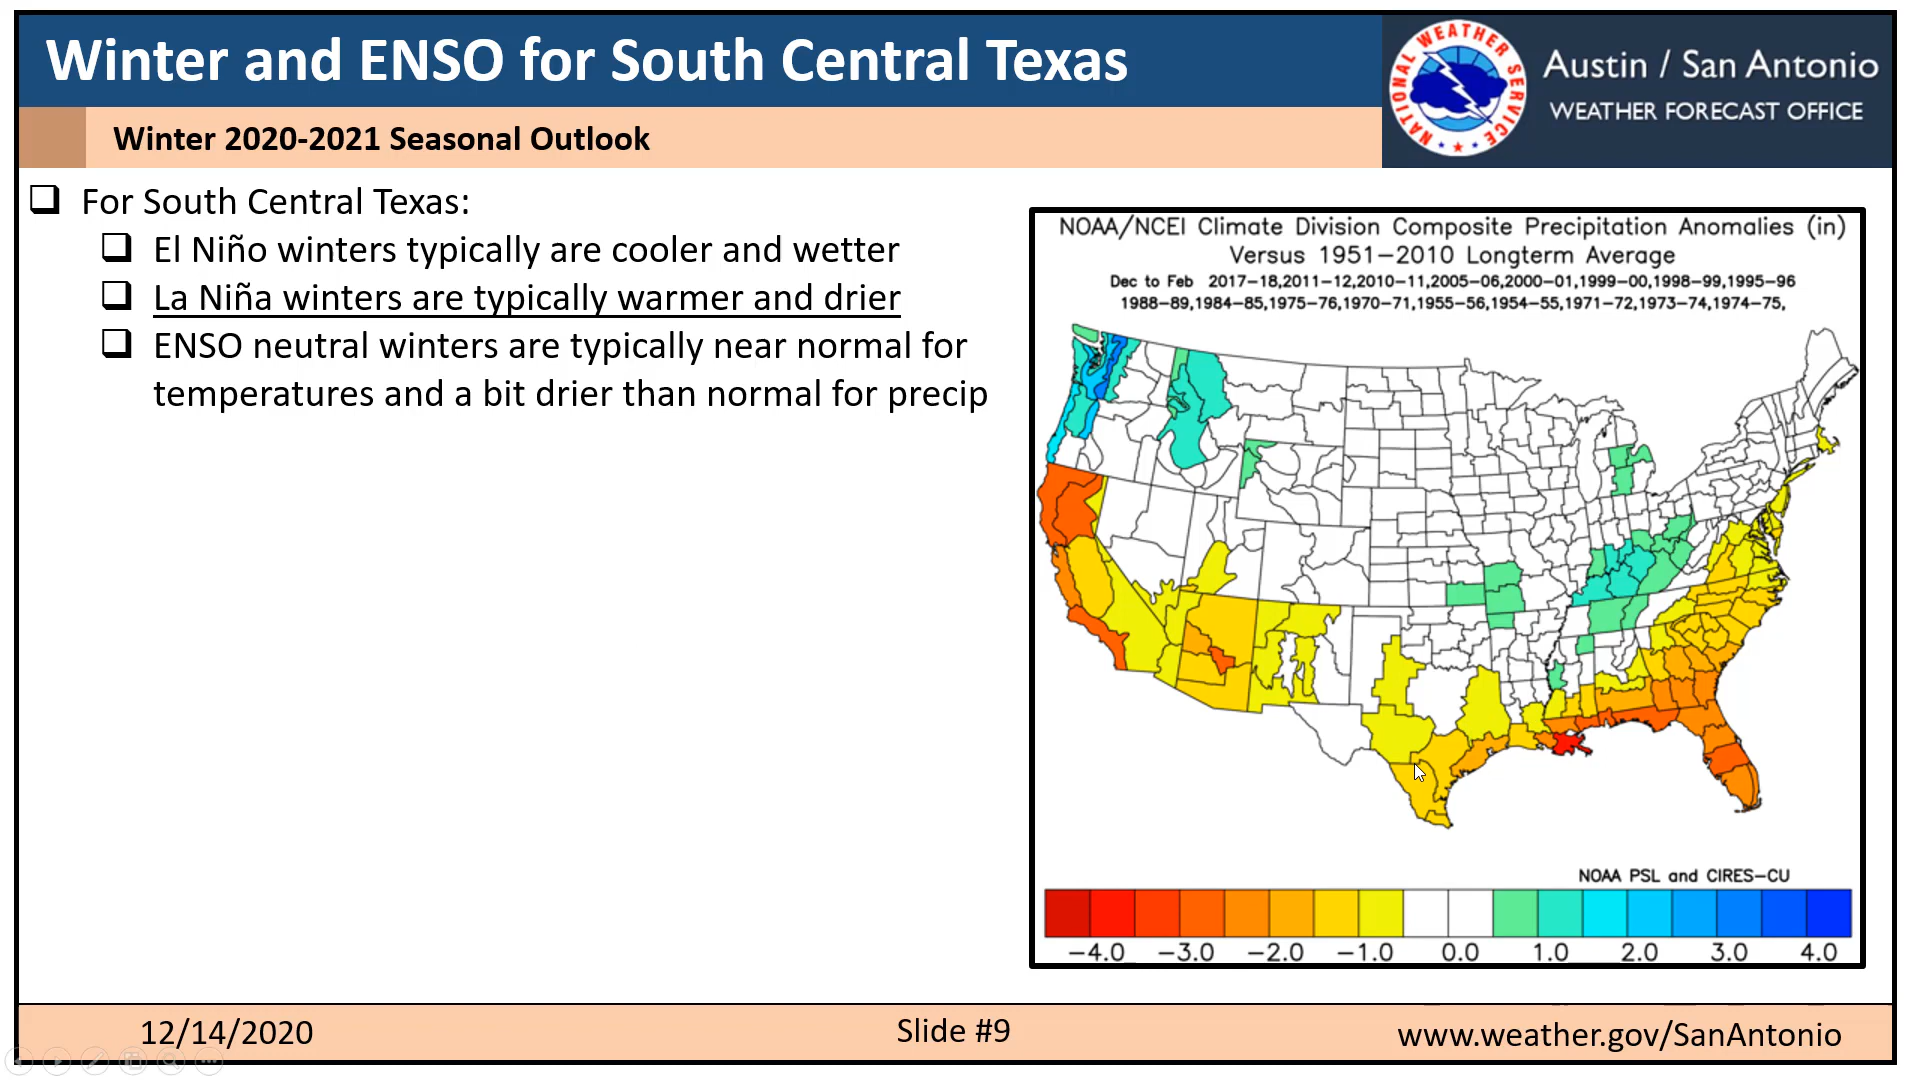 Winter and ENSO for South Central Texas
NATIONAL WEATHER SERVICE
Austin / San Antonio
WEATHER FORECAST OFFICE
Winter 2020-2021 Seasonal Outlook
❑ For South Central Texas:
❑ El Niño winters typically are cooler and wetter
❑ La Niña winters are typically warmer and drier
❑ ENSO neutral winters are typically near normal for
temperatures and a bit drier than normal for precip
NOAA/NCEI Climate Division Composite Precipitation Anomalies (in)
Versus 1951-2010 Longterm Average
Dec to Feb 2017-18,2011-12,2010-11,2005-06,2000-01,1999-00,1998-99,1995-96
1988-89,1984-85,1975-76,1970-71,1955-56,1954-55,1971-72,1973-74,1974-75,
NOAA PSL and CIRES-CU
-4.0 -3.0 -2.0 -1.0 0.0 1.0 2.0 3.0 4.0
12/14/2020
Slide #9
www.weather.gov/SanAntonio